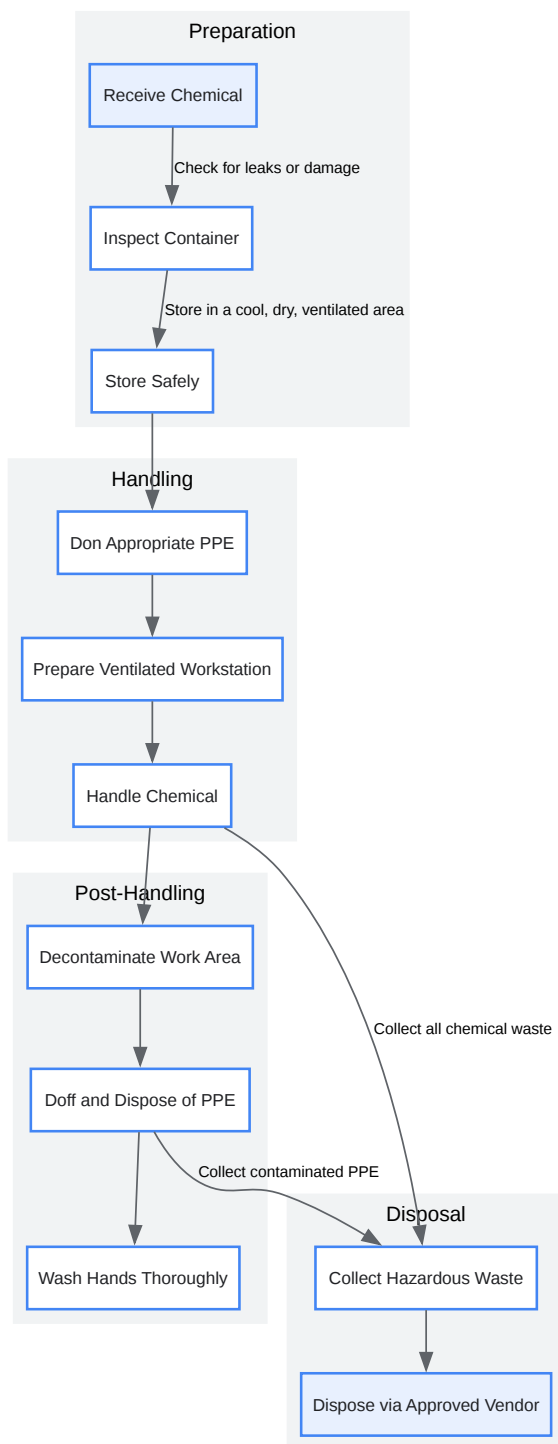 Preparation
Receive Chemical
Check for leaks or damage
Inspect Container
Store in a cool, dry, ventilated area
Store Safely
Handling
Don Appropriate PPE
Prepare Ventilated Workstation
Handle Chemical
Post-Handling
Decontaminate Work Area
Collect all chemical waste
Doff and Dispose of PPE
Collect contaminated PPE
Disposal
Wash Hands Thoroughly
Collect Hazardous Waste
Dispose via Approved Vendor